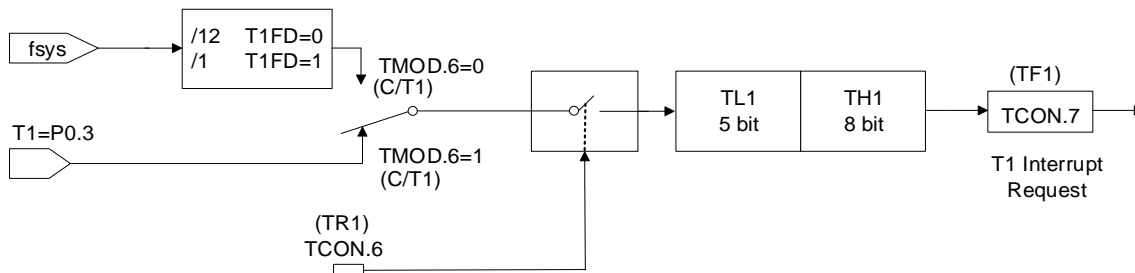 fsys
/12 T1FD=0
/1 T1FD=1
TMOD.6=0
(C/T1)
T1=P0.3
TMOD.6=1
(C/T1)
(TR1)
TCON.6
TL1
5 bit
TH1
8 bit
(TF1)
TCON.7
T1 Interrupt
Request